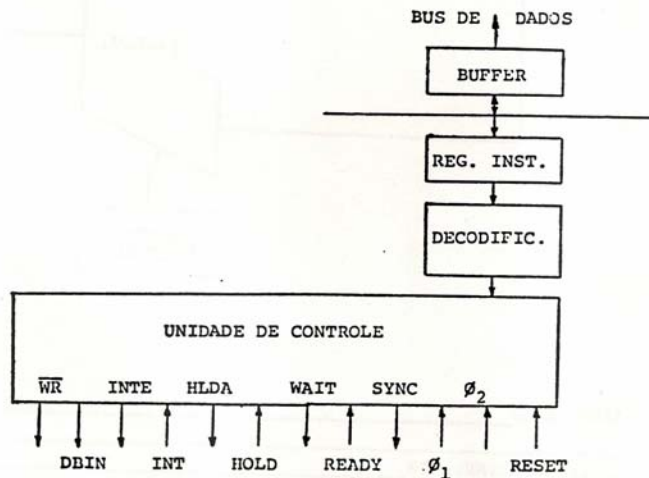 BUS DE DADOS
BUFFER
REG. INST.
DECODIFIC.
UNIDADE DE CONTROLE
W̅R̅ INTE HLDA WAIT SYNC Ø₂
DBIN INT HOLD READY Ø₁ RESET